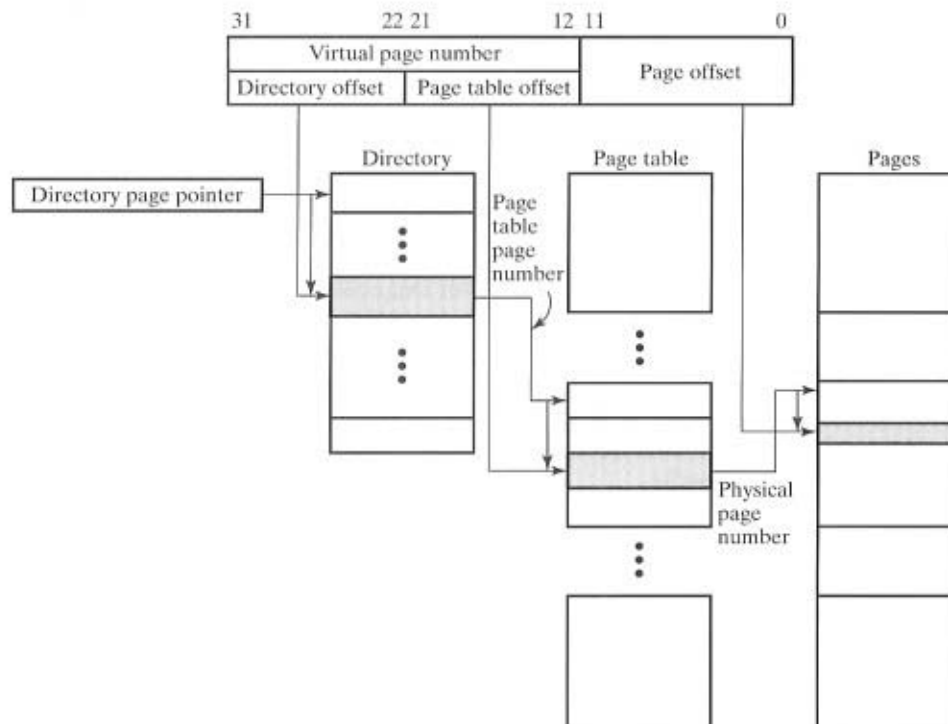 31 22 21 12 11 0
Virtual page number
Page offset
Directory offset Page table offset
Directory Page table Pages
Directory page pointer
Page
table
page
number
Physical
page
number